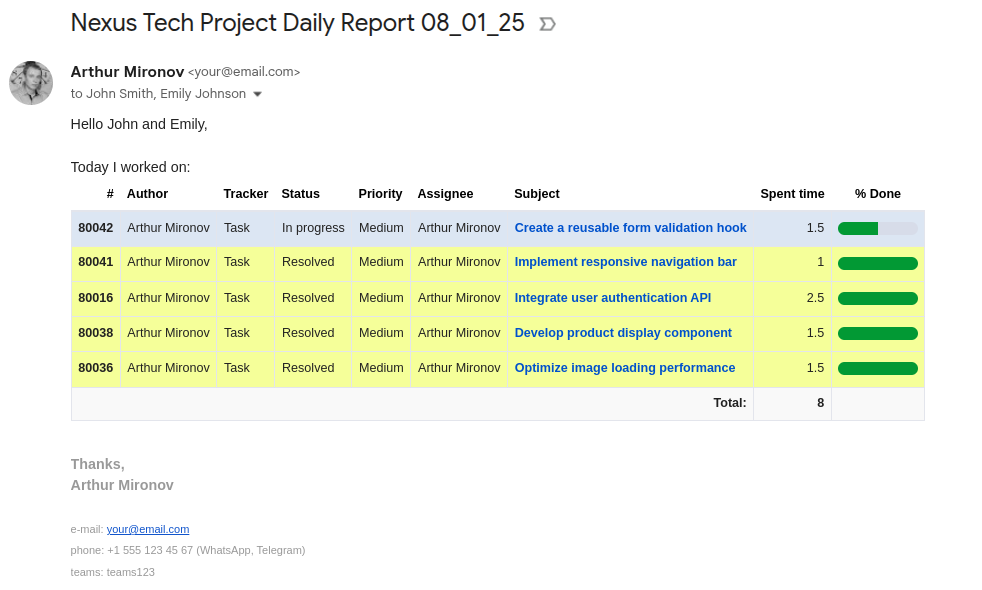 Nexus Tech Project Daily Report 08_01_25
Arthur Mironov <your@email.com>
to John Smith, Emily Johnson
Hello John and Emily,
Today I worked on:
# Author Tracker Status Priority Assignee Subject Spent time % Done
80042 Arthur Mironov Task In progress Medium Arthur Mironov Create a reusable form validation hook 1.5
80041 Arthur Mironov Task Resolved Medium Arthur Mironov Implement responsive navigation bar 1
80016 Arthur Mironov Task Resolved Medium Arthur Mironov Integrate user authentication API 2.5
80038 Arthur Mironov Task Resolved Medium Arthur Mironov Develop product display component 1.5
80036 Arthur Mironov Task Resolved Medium Arthur Mironov Optimize image loading performance 1.5
Total: 8
Thanks,
Arthur Mironov
e-mail: your@email.com
phone: +1 555 123 45 67 (WhatsApp, Telegram)
teams: teams123